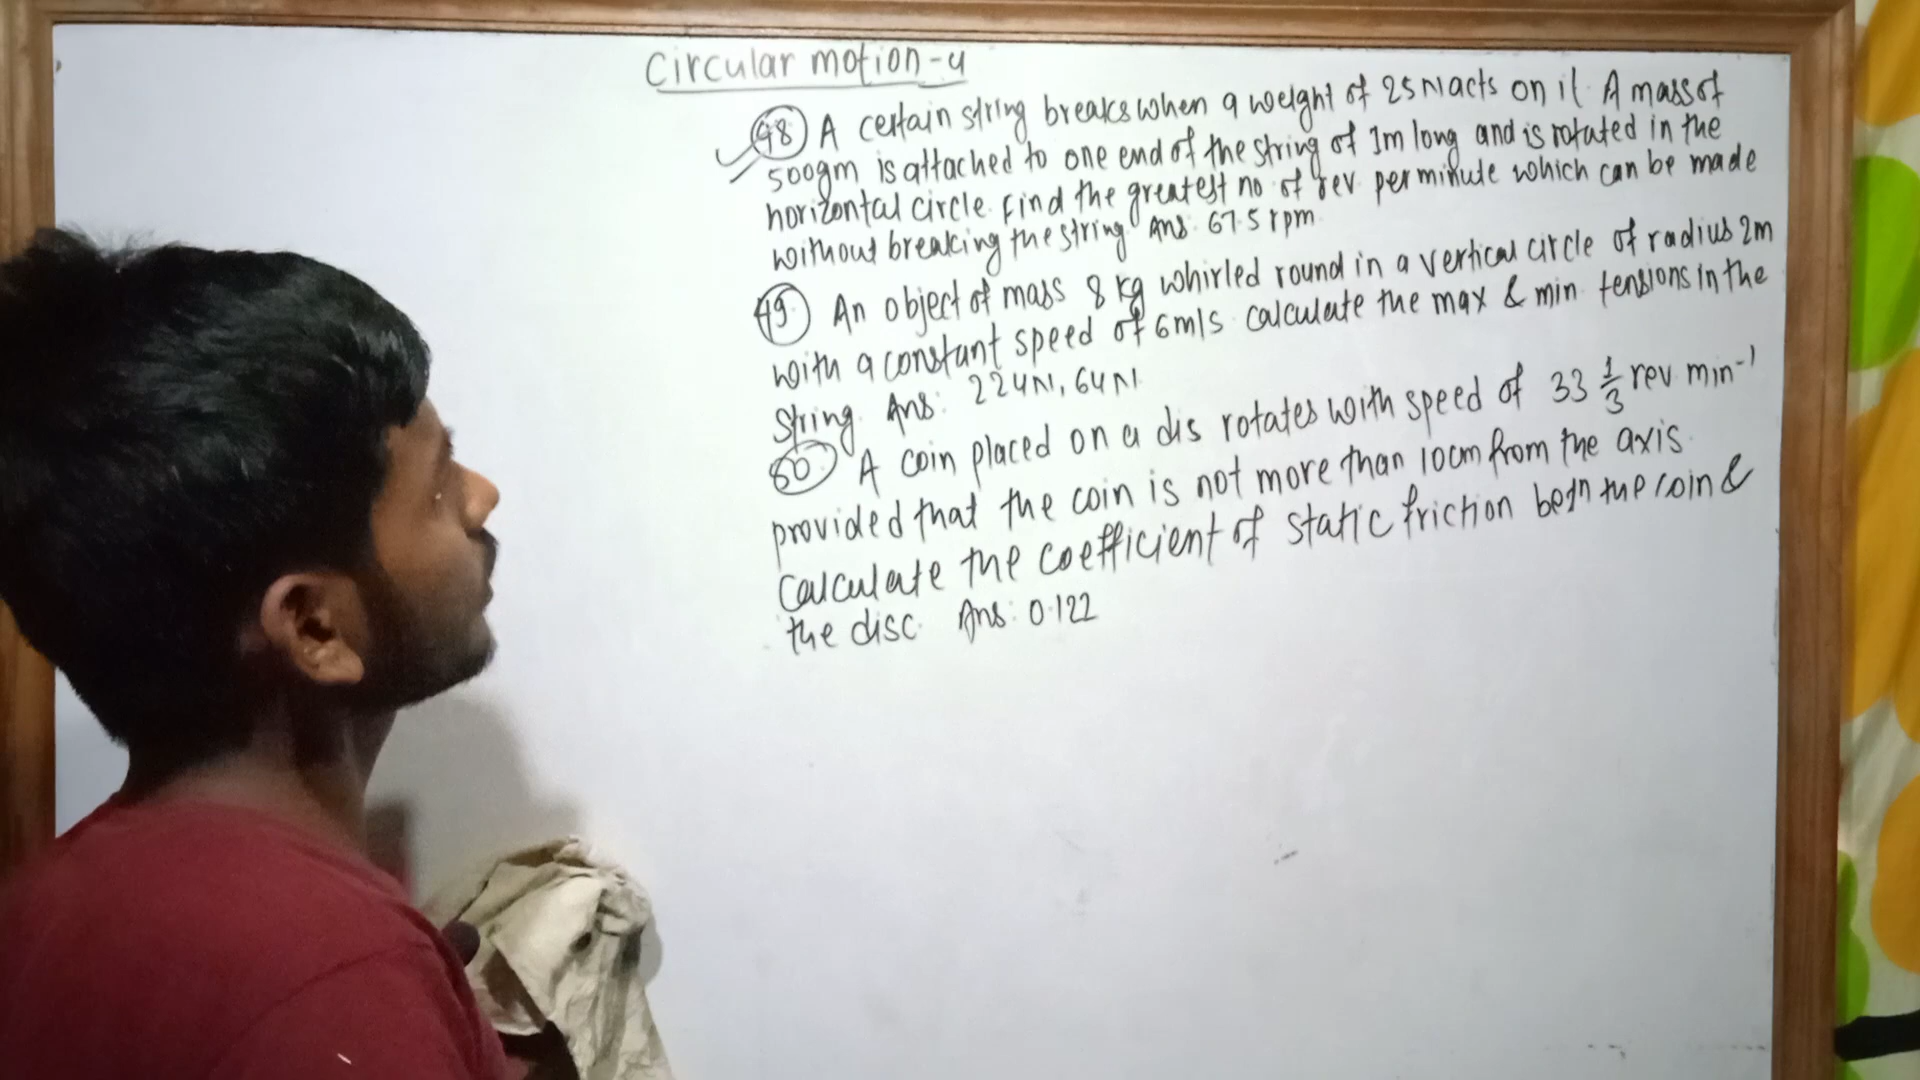 Circular motion-4
48 A certain string breaks when a weight of 25N acts on it. A mass of
500gm is attached to one end of the string of 1m long and is rotated in the
horizontal circle. Find the greatest no of rev per minute which can be made
without breaking the string Ans: 67.5 rpm
49 An object of mass 8 kg whirled round in a vertical circle of radius 2m
with a constant speed of 6m/s. calculate the max & min tensions in the
string. Ans: 224N, 64N
50 A coin placed on a dis rotates with speed of 33 1/3 rev min⁻¹
provided that the coin is not more than 10cm from the axis.
Calculate the coefficient of static friction betn the coin &
the disc. Ans: 0.122